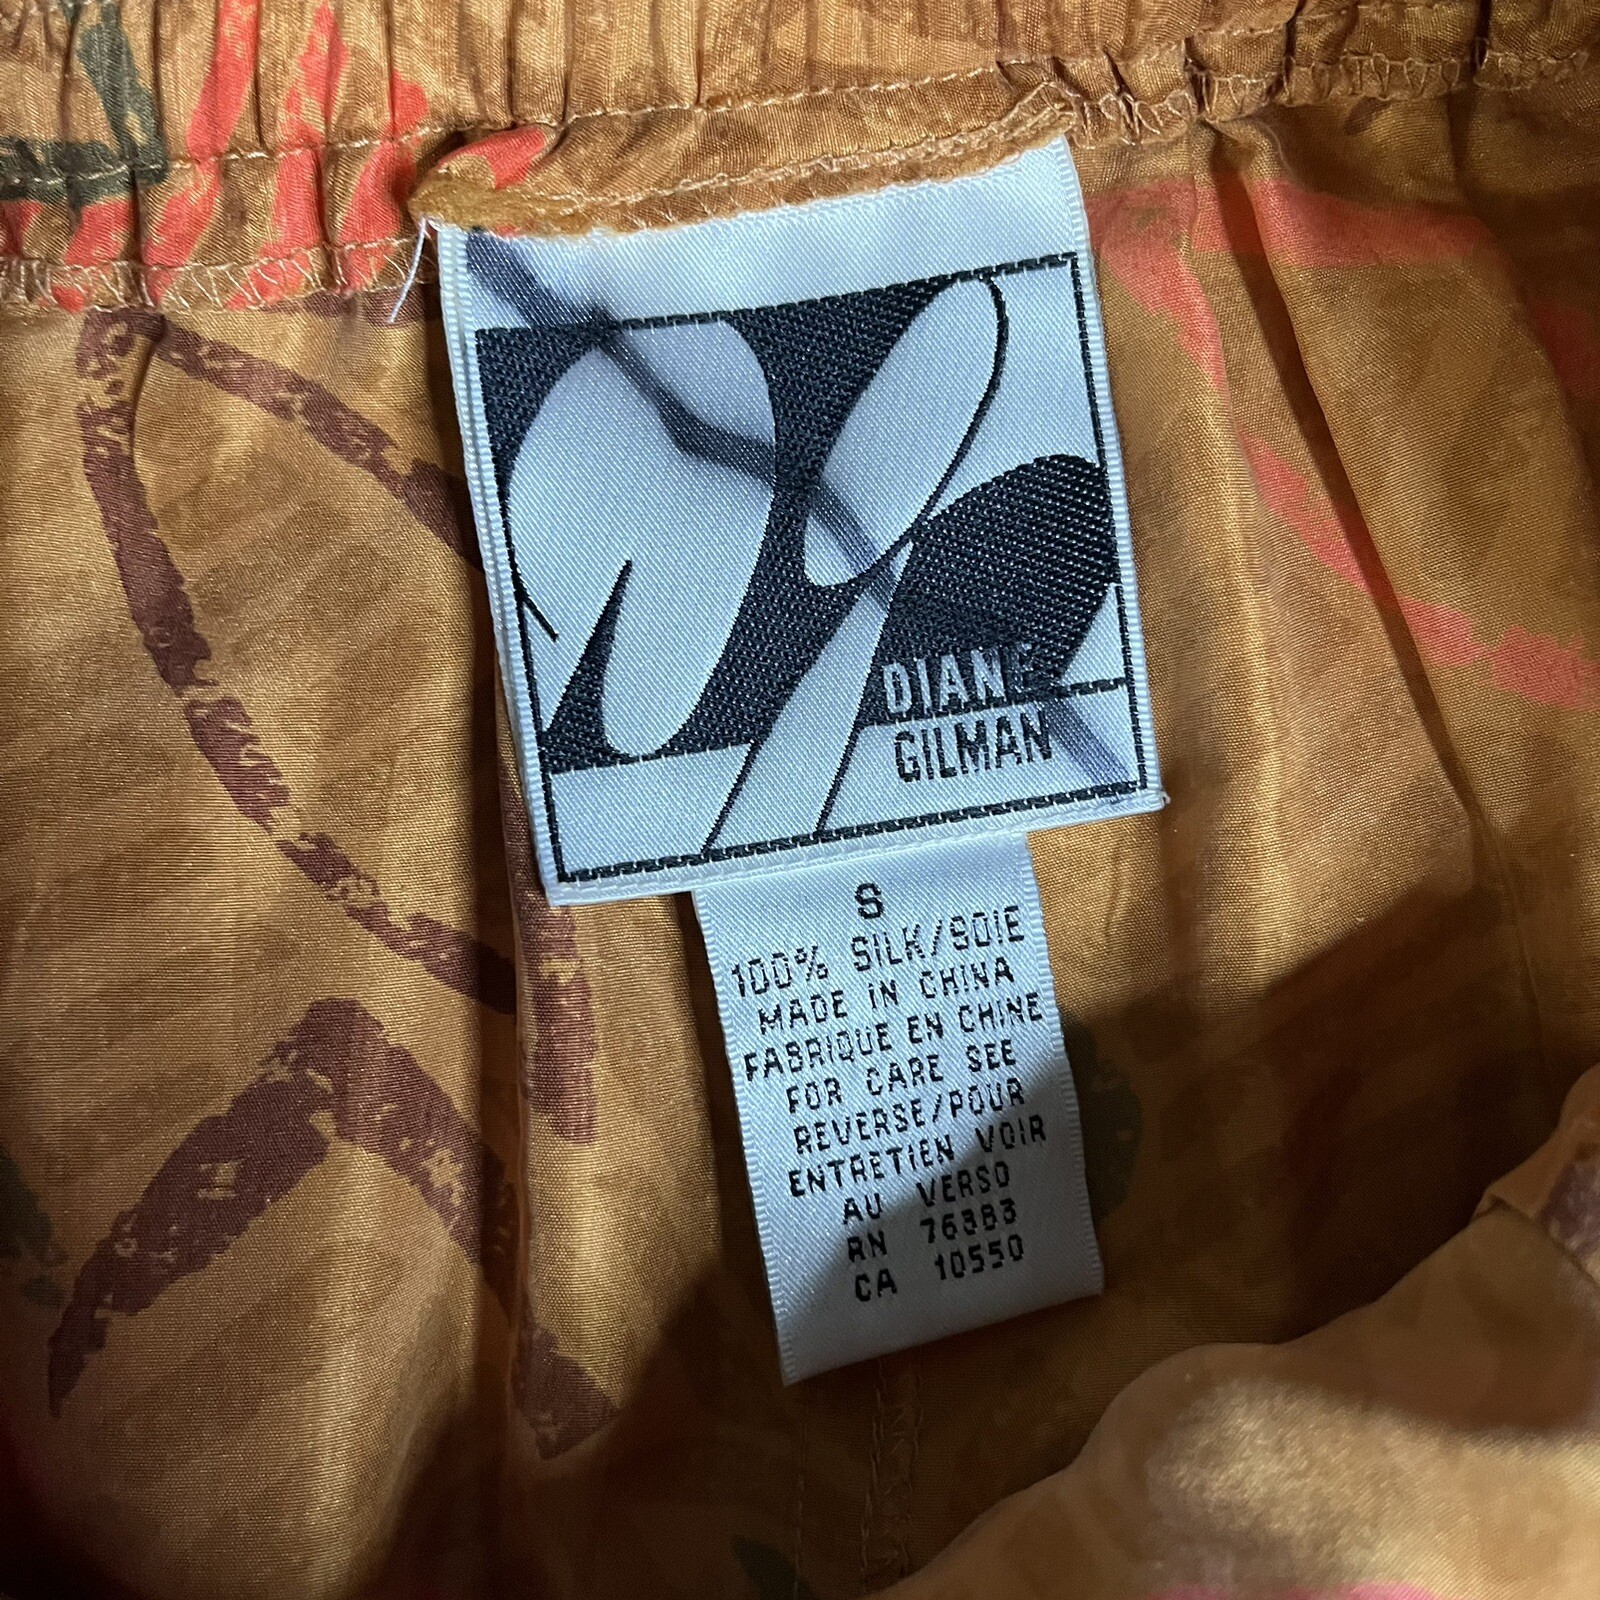 DIANE
GILMAN
S
100% SILK/SOIE
MADE IN CHINA
FABRIQUE EN CHINE
FOR CARE SEE
REVERSE/POUR
ENTRETIEN VOIR
AU VERSO
RN 76383
CA 10550